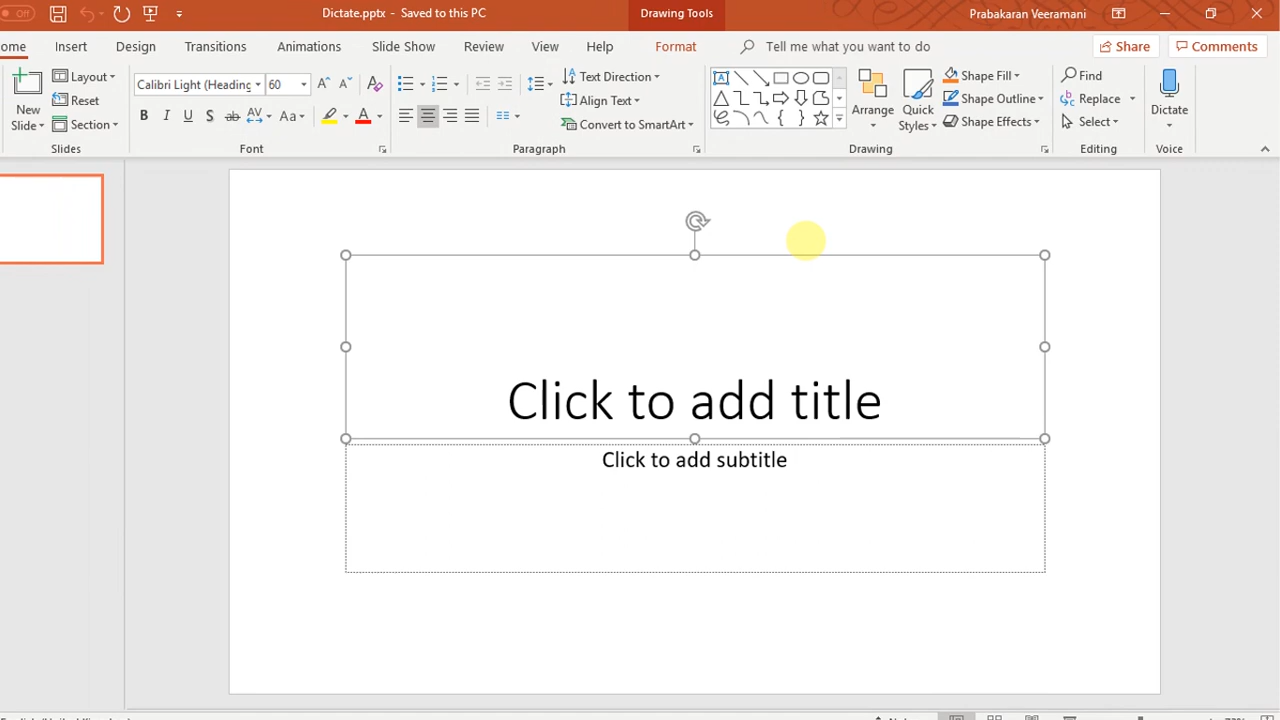 Off
Dictate.pptx - Saved to this PC
Drawing Tools
Prabakaran Veeramani
ome Insert Design Transitions Animations Slide Show Review View Help Format Tell me what you want to do Share Comments
New Slide
Layout
Reset
Section
Slides
Calibri Light (Heading 60
B I U S ab AV Aa A
Font
Text Direction
Align Text
Convert to SmartArt
Paragraph
Arrange
Quick Styles
Shape Fill
Shape Outline
Shape Effects
Drawing
Find
Replace
Select
Editing
Dictate
Voice
Click to add title
Click to add subtitle